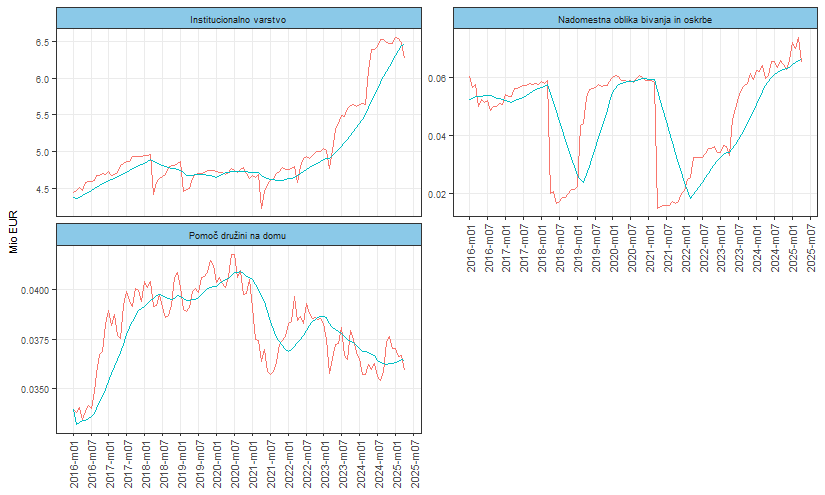 Institucionalno varstvo
Nadomestna oblika bivanja in oskrbe
6.5
6.0
5.5
5.0
4.5
0.06
0.04
0.02
2016-m01
2016-m07
2017-m01
2017-m07
2018-m01
2018-m07
2019-m01
2019-m07
2020-m01
2020-m07
2021-m01
2021-m07
2022-m01
2022-m07
2023-m01
2023-m07
2024-m01
2024-m07
2025-m01
2025-m07
Mio EUR
Pomoč družini na domu
0.0400
0.0375
0.0350
2016-m01
2016-m07
2017-m01
2017-m07
2018-m01
2018-m07
2019-m01
2019-m07
2020-m01
2020-m07
2021-m01
2021-m07
2022-m01
2022-m07
2023-m01
2023-m07
2024-m01
2024-m07
2025-m01
2025-m07